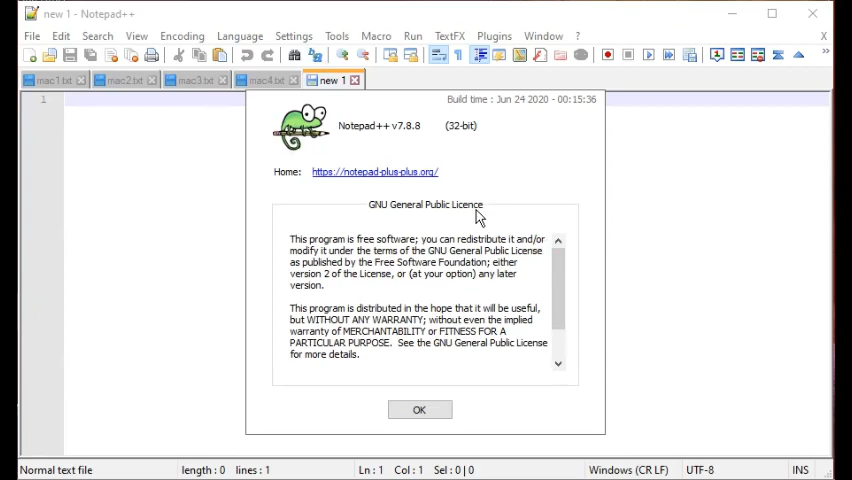 new 1 - Notepad++
File Edit Search View Encoding Language Settings Tools Macro Run TextFX Plugins Window ? X
mac1.txt mac2.txt mac3.txt mac4.txt new 1
1
Build time : Jun 24 2020 - 00:15:36
Notepad++ v7.8.8 (32-bit)
Home: https://notepad-plus-plus.org/
GNU General Public Licence
This program is free software; you can redistribute it and/or
modify it under the terms of the GNU General Public License
as published by the Free Software Foundation; either
version 2 of the License, or (at your option) any later
version.
This program is distributed in the hope that it will be useful,
but WITHOUT ANY WARRANTY; without even the implied
warranty of MERCHANTABILITY or FITNESS FOR A
PARTICULAR PURPOSE. See the GNU General Public License
for more details.
OK
Normal text file length : 0 lines : 1 Ln : 1 Col : 1 Sel : 0 | 0 Windows (CR LF) UTF-8 INS